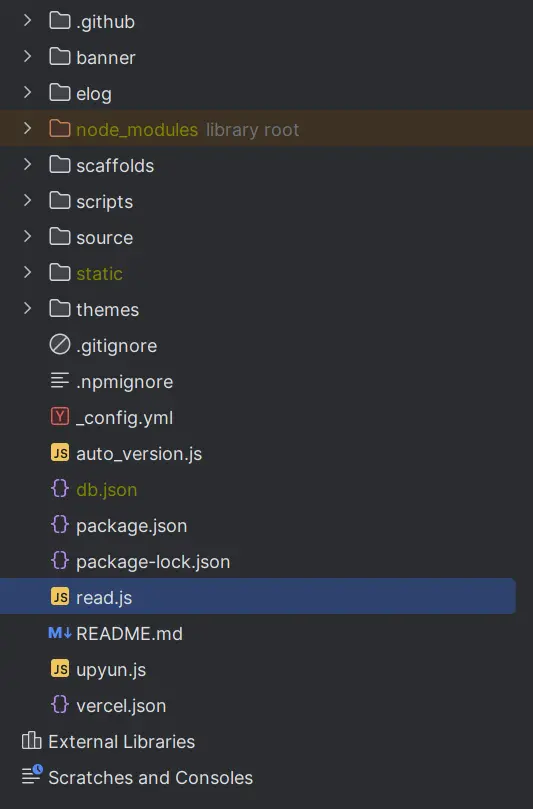 .github
banner
elog
node_modules library root
scaffolds
scripts
source
static
themes
.gitignore
.npmignore
_config.yml
auto_version.js
db.json
package.json
package-lock.json
read.js
README.md
upyun.js
vercel.json
External Libraries
Scratches and Consoles